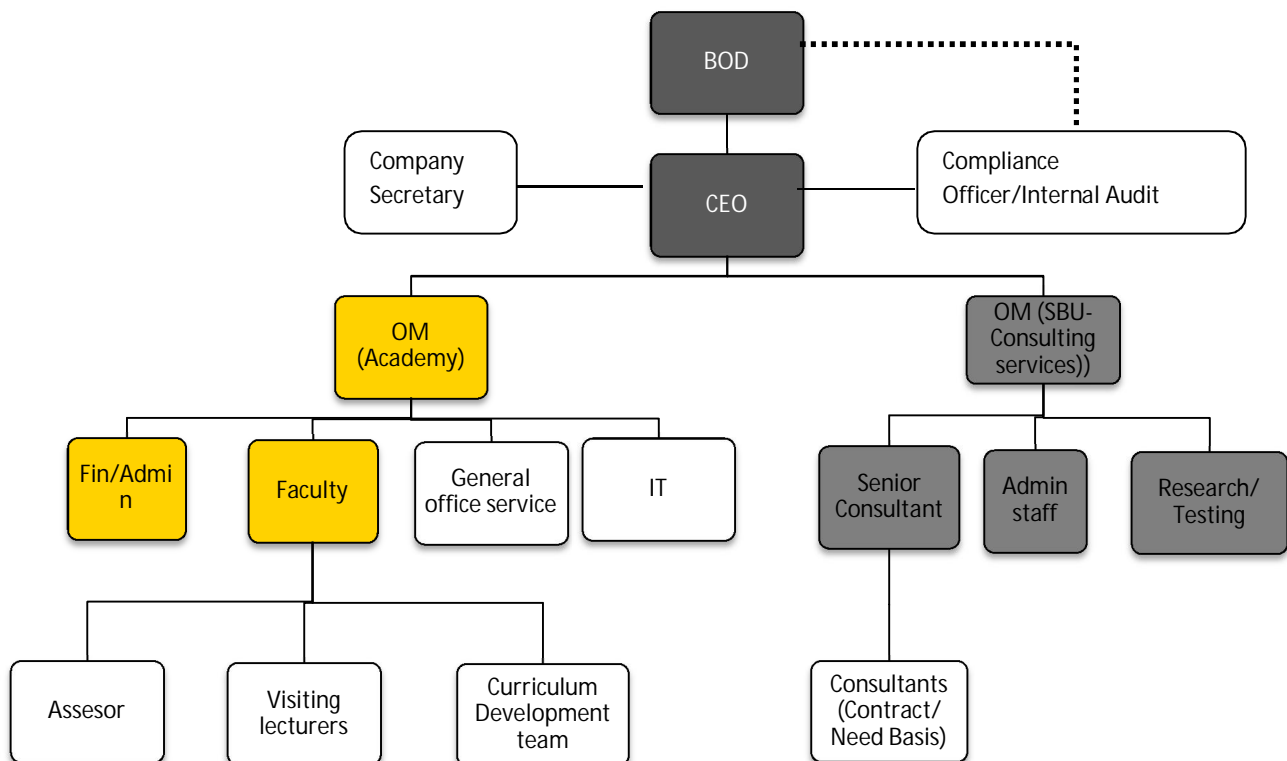 BOD
Company
Secretary
CEO
Compliance
Officer/Internal Audit
OM
(Academy)
OM (SBU-
Consulting
services))
Fin/Admi
n
Faculty
General
office service
IT
Senior
Consultant
Admin
staff
Research/
Testing
Assesor
Visiting
lecturers
Curriculum
Development
team
Consultants
(Contract/
Need Basis)